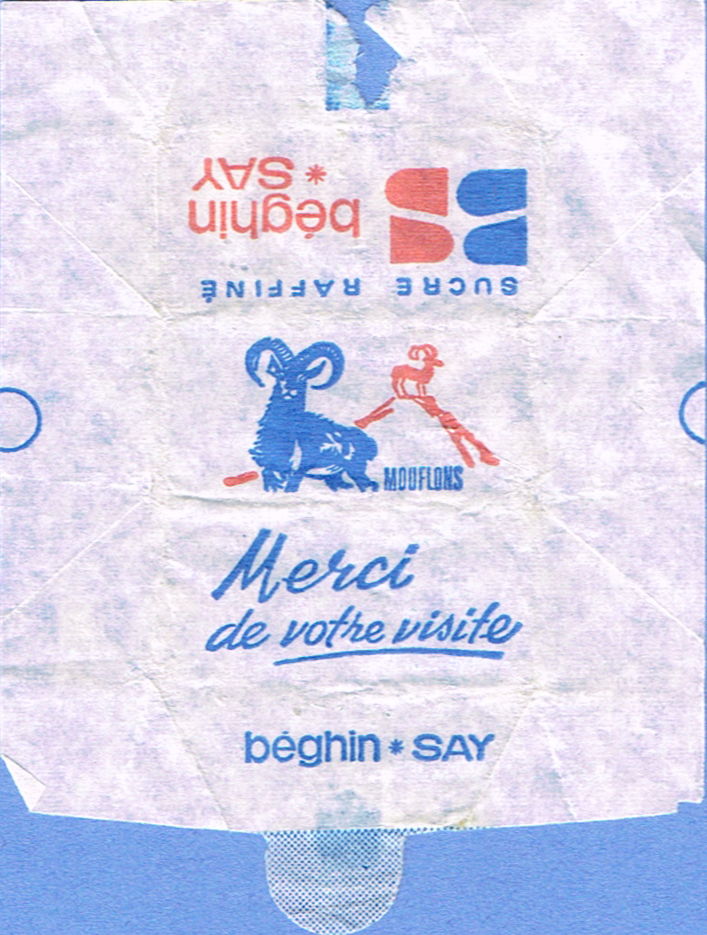 béghin
* SAY
SUCRE RAFFINÉ
MOUFLONS
Merci
de votre visite
béghin * SAY